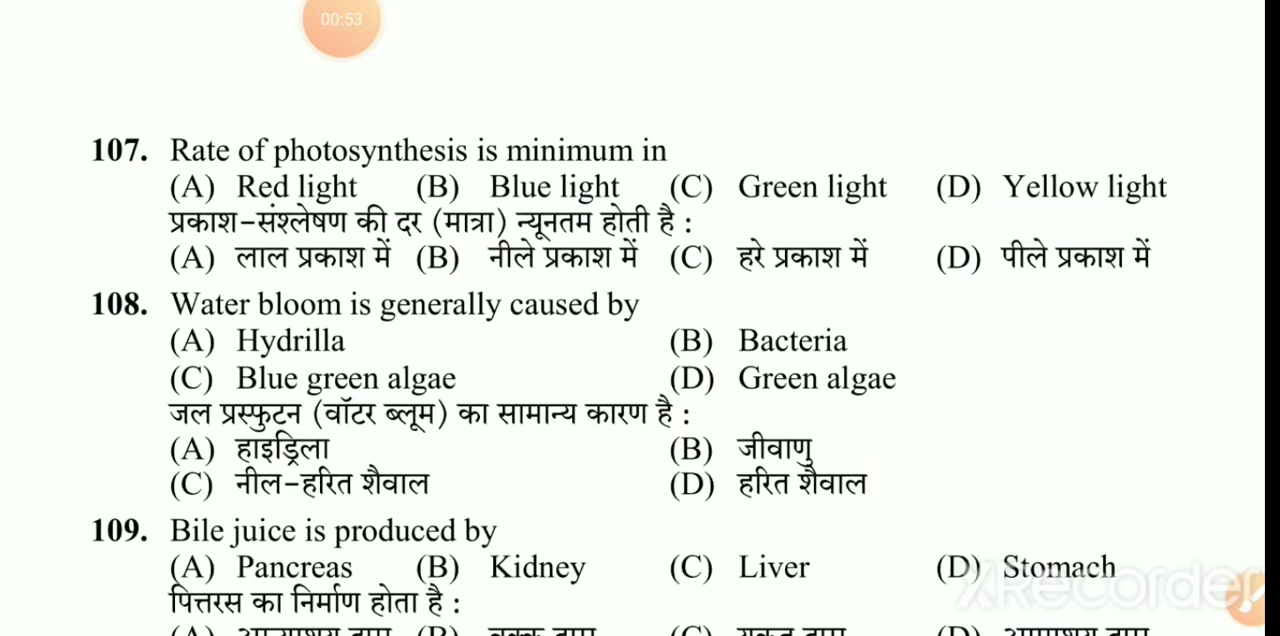 00:53
107. Rate of photosynthesis is minimum in
(A) Red light (B) Blue light (C) Green light (D) Yellow light
प्रकाश-संश्लेषण की दर (मात्रा) न्यूनतम होती है :
(A) लाल प्रकाश में (B) नीले प्रकाश में (C) हरे प्रकाश में (D) पीले प्रकाश में
108. Water bloom is generally caused by
(A) Hydrilla (B) Bacteria
(C) Blue green algae (D) Green algae
जल प्रस्फुटन (वॉटर ब्लूम) का सामान्य कारण है :
(A) हाइड्रिला (B) जीवाणु
(C) नील-हरित शैवाल (D) हरित शैवाल
109. Bile juice is produced by
(A) Pancreas (B) Kidney (C) Liver (D) Stomach
पित्तरस का निर्माण होता है :
XRecorder